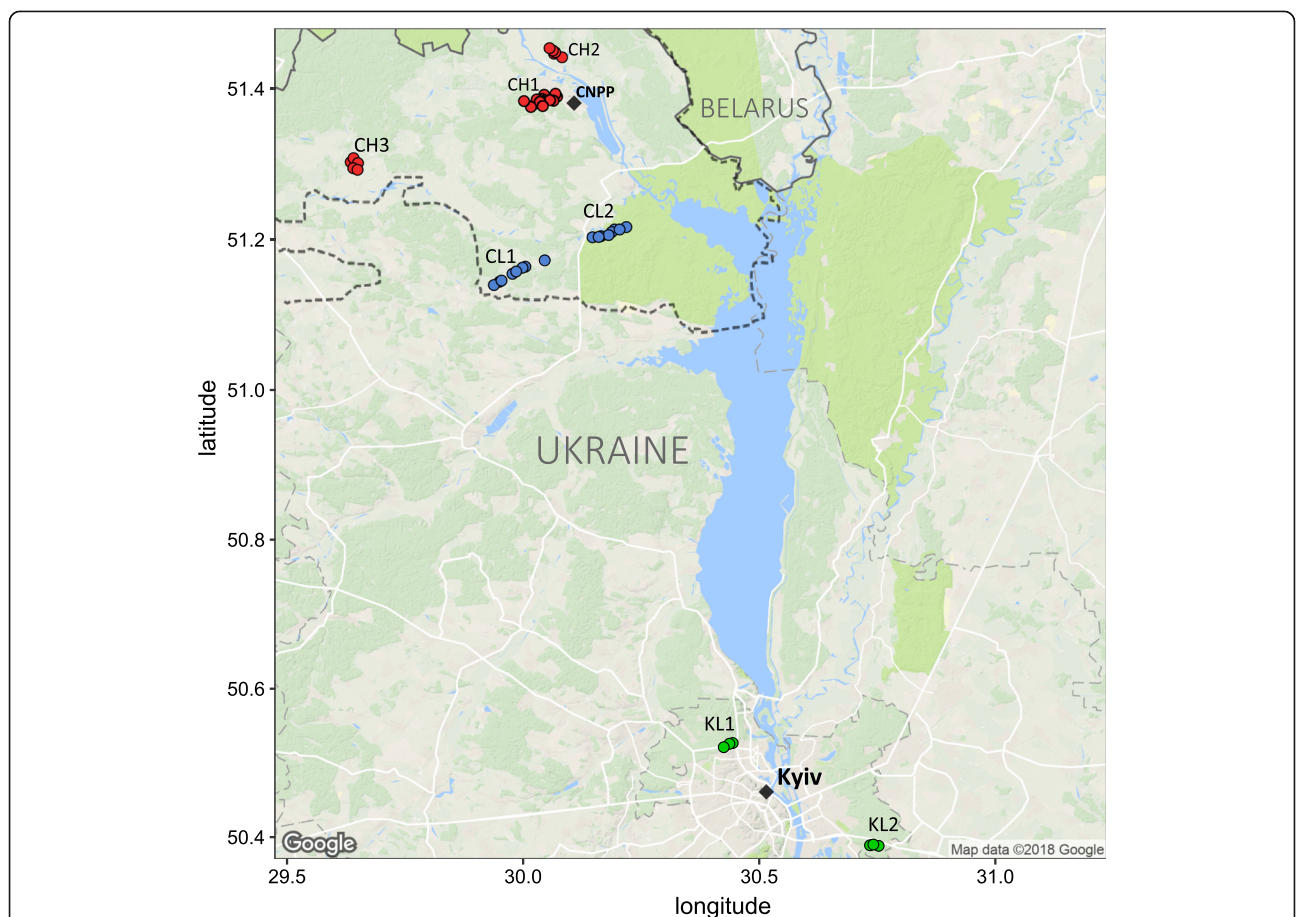 CH2
51.4
CH1
CNPP
BELARUS
CH3
CL2
51.2
CL1
51.0
latitude
UKRAINE
50.8
50.6
KL1
Kyiv
KL2
50.4
Google
Map data ©2018 Google
29.5
30.0
30.5
31.0
longitude